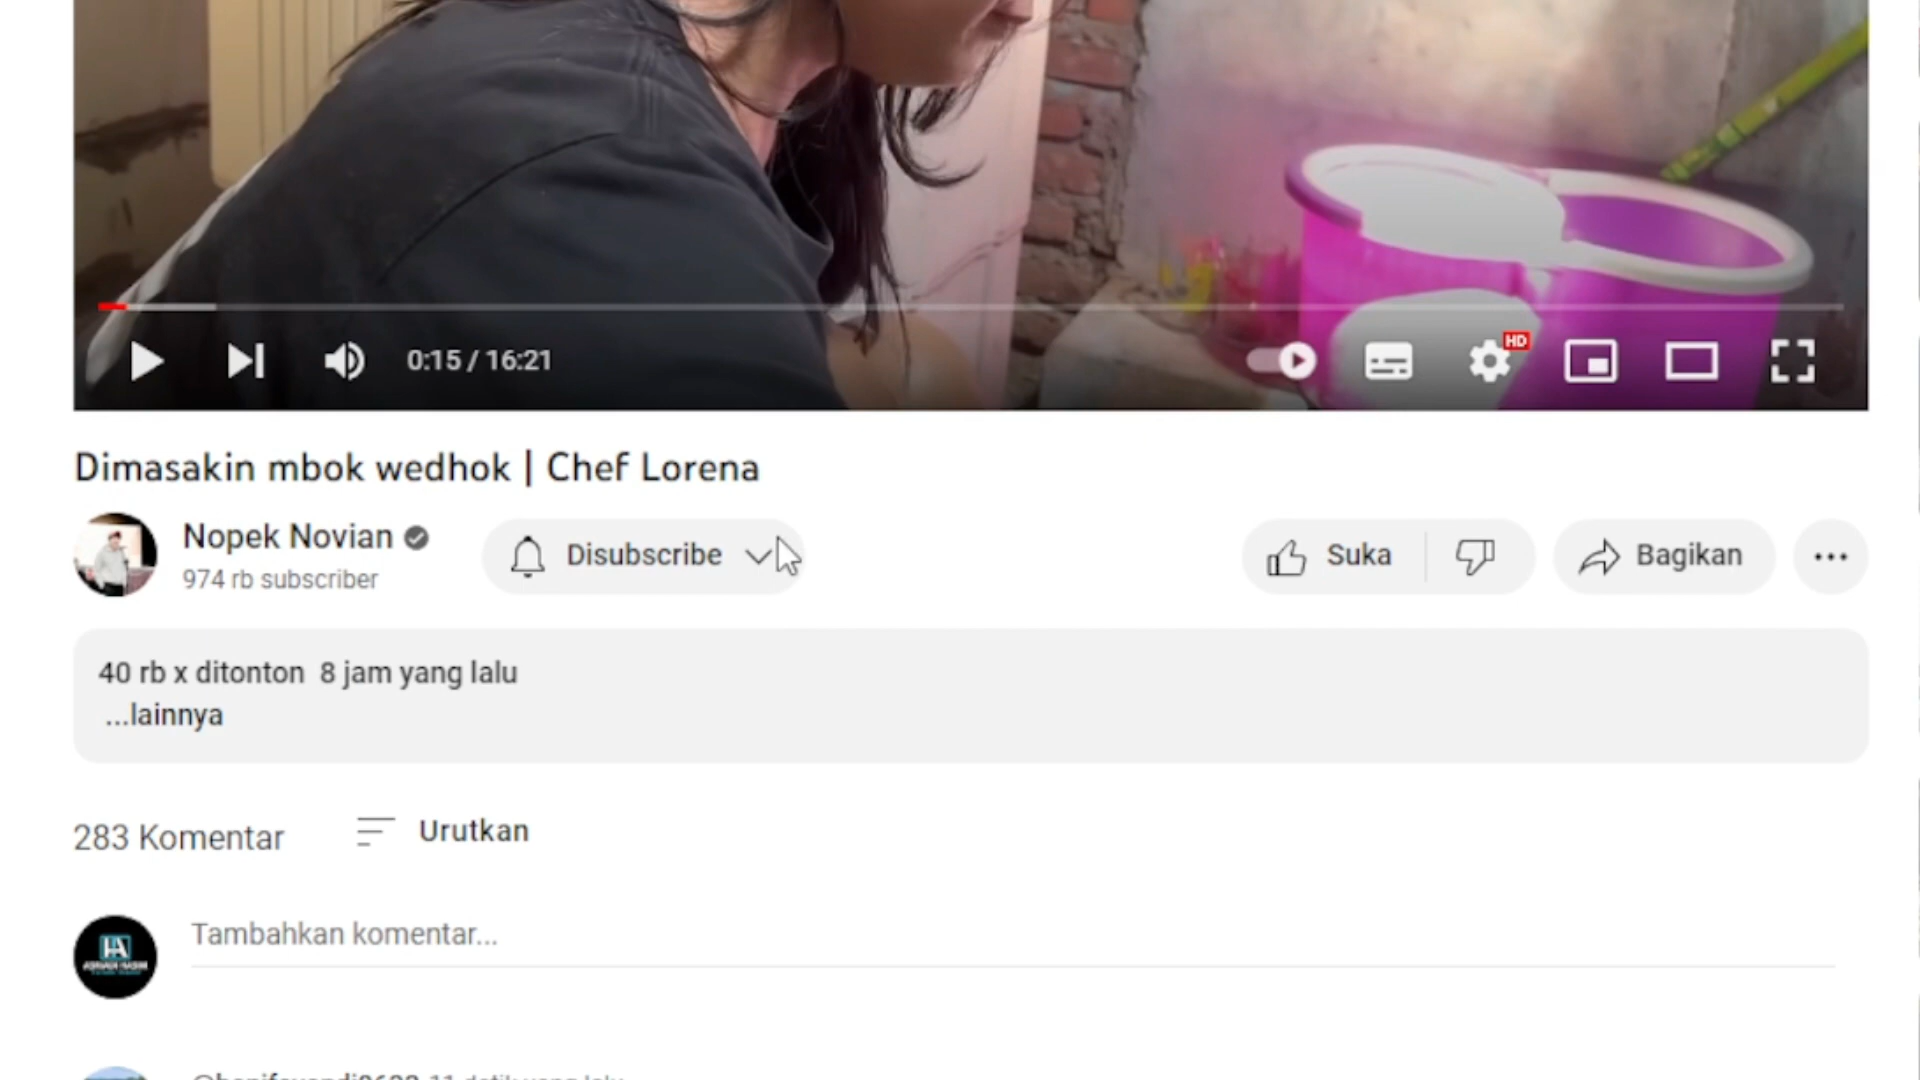 HD
0:15 / 16:21
Dimasakin mbok wedhok | Chef Lorena
Nopek Novian
974 rb subscriber
Disubscribe
Suka
Bagikan
40 rb x ditonton 8 jam yang lalu
...lainnya
283 Komentar
Urutkan
Tambahkan komentar...